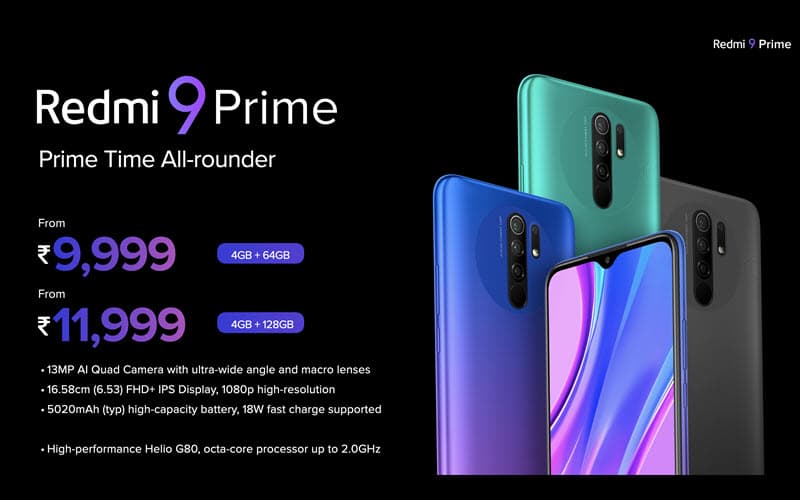 Redmi 9 Prime
Redmi 9 Prime
Prime Time All-rounder
From
₹9,999 4GB + 64GB
From
₹11,999 4GB + 128GB
• 13MP AI Quad Camera with ultra-wide angle and macro lenses
• 16.58cm (6.53) FHD+ IPS Display, 1080p high-resolution
• 5020mAh (typ) high-capacity battery, 18W fast charge supported
• High-performance Helio G80, octa-core processor up to 2.0GHz